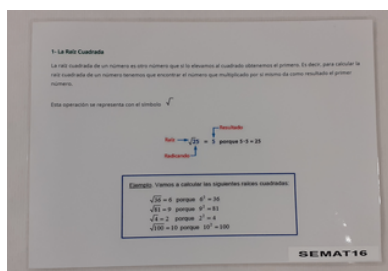 1- La Raíz Cuadrada
La raíz cuadrada de un número es otro número que si lo elevamos al cuadrado obtenemos el primero. Es decir, para calcular la
raíz cuadrada de un número tenemos que encontrar el número que multiplicado por sí mismo da como resultado el primer
número.
Esta operación se representa con el símbolo √
Resultado
Raíz → √25 = 5 porque 5·5 = 25
Radicando
Ejemplo. Vamos a calcular las siguientes raíces cuadradas:
√36 = 6 porque 6² = 36
√81 = 9 porque 9² = 81
√4 = 2 porque 2² = 4
√100 = 10 porque 10² = 100
SEMAT16